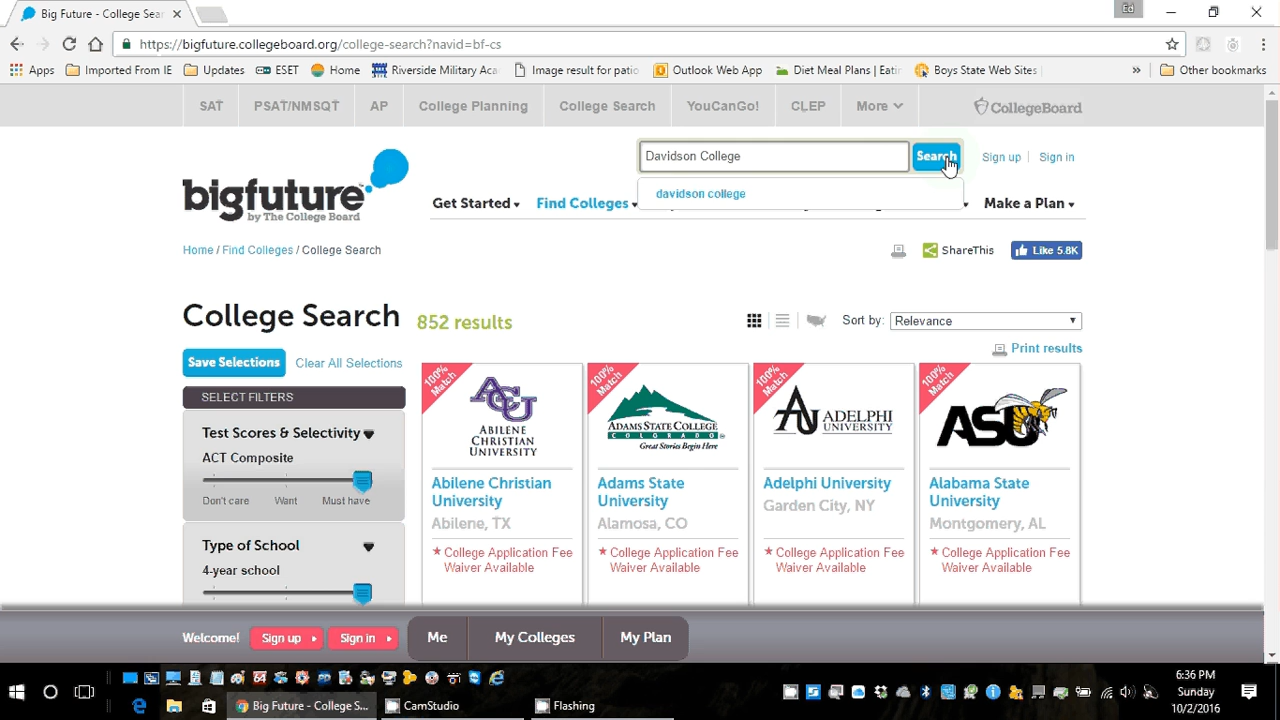 Big Future - College Sear
Ed
https://bigfuture.collegeboard.org/college-search?navid=bf-cs
Apps Imported From IE Updates ESET Home Riverside Military Aca Image result for patio Outlook Web App Diet Meal Plans | Eatin Boys State Web Sites » Other bookmarks
SAT PSAT/NMSQT AP College Planning College Search YouCanGo! CLEP More CollegeBoard
Davidson College Search Sign up Sign in
davidson college
bigfuture
by The College Board
Get Started Find Colleges Make a Plan
Home / Find Colleges / College Search ShareThis Like 5.8K
College Search 852 results Sort by: Relevance
Print results
Save Selections Clear All Selections
SELECT FILTERS
Test Scores & Selectivity
ACT Composite
Don't care Want Must have
Type of School
4-year school
100% Match
ACU
ABILENE
CHRISTIAN
UNIVERSITY
Abilene Christian
University
Abilene, TX
* College Application Fee
Waiver Available
100% Match
ADAMS STATE COLLEGE
COLORADO
Great Stories Begin Here
Adams State
University
Alamosa, CO
* College Application Fee
Waiver Available
100% Match
AU ADELPHI
UNIVERSITY
Adelphi University
Garden City, NY
* College Application Fee
Waiver Available
100% Match
ASU
Alabama State
University
Montgomery, AL
* College Application Fee
Waiver Available
Welcome! Sign up Sign in Me My Colleges My Plan
Big Future - College S... CamStudio Flashing
6:36 PM
Sunday
10/2/2016